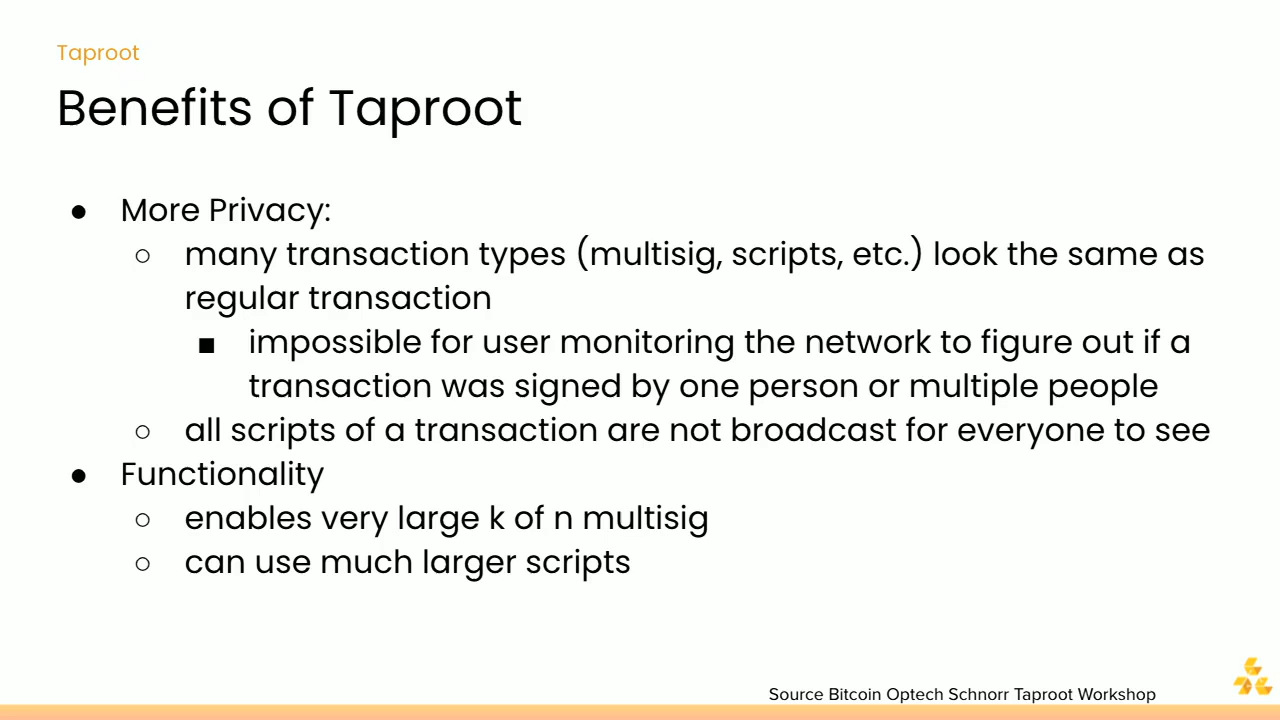 Taproot
Benefits of Taproot
● More Privacy:
○ many transaction types (multisig, scripts, etc.) look the same as
regular transaction
■ impossible for user monitoring the network to figure out if a
transaction was signed by one person or multiple people
○ all scripts of a transaction are not broadcast for everyone to see
● Functionality
○ enables very large k of n multisig
○ can use much larger scripts
Source Bitcoin Optech Schnorr Taproot Workshop